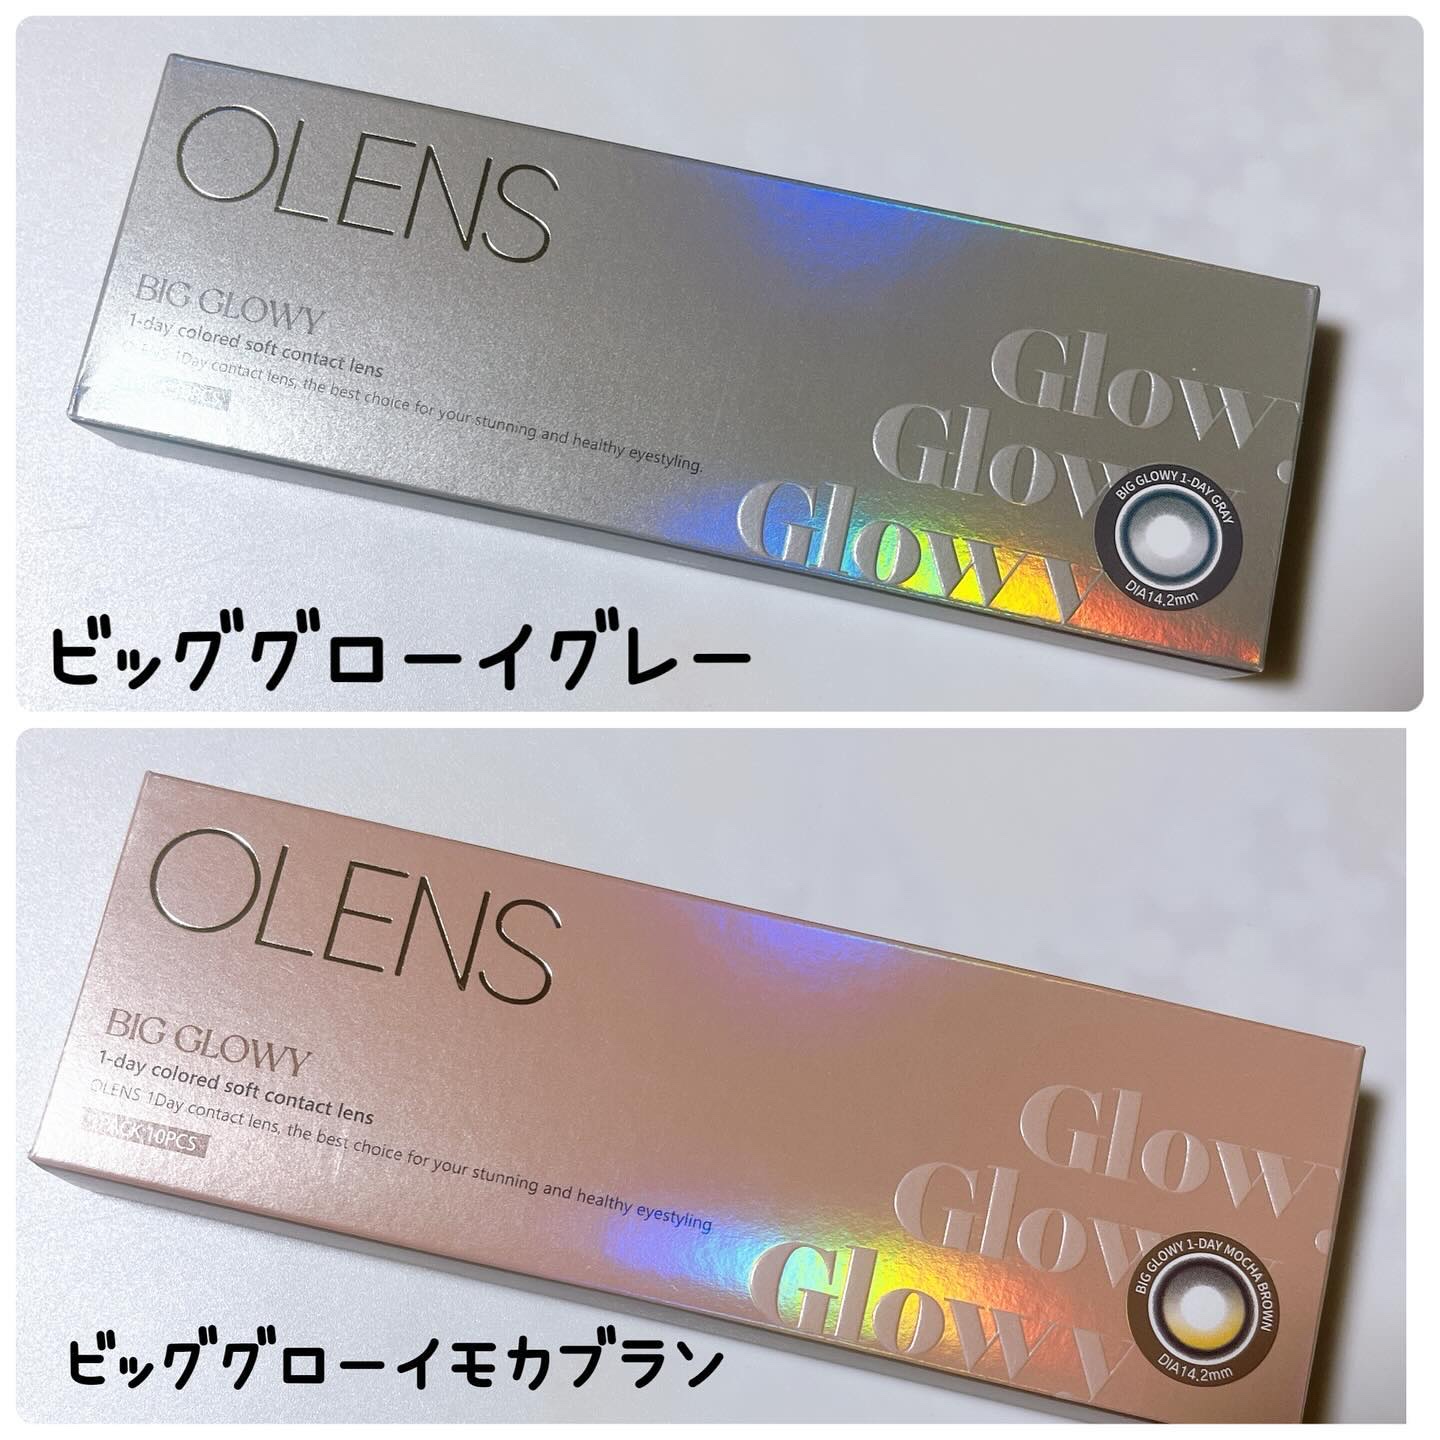 OLENS
BIG GLOWY
1-day colored soft contact lens
OLENS 1Day contact lens, the best choice for your stunning and healthy eyestyling.
Glowy
Glowy
Glowy
BIG GLOWY 1-DAY GRAY
DIA14.2mm
ビッググローイグレー
OLENS
BIG GLOWY
1-day colored soft contact lens
OLENS 1Day contact lens, the best choice for your stunning and healthy eyestyling
PACK 10PCS
Glowy
Glowy
Glowy
BIG GLOWY 1-DAY MOCHA BROWN
DIA14.2mm
ビッググローイモカブラン